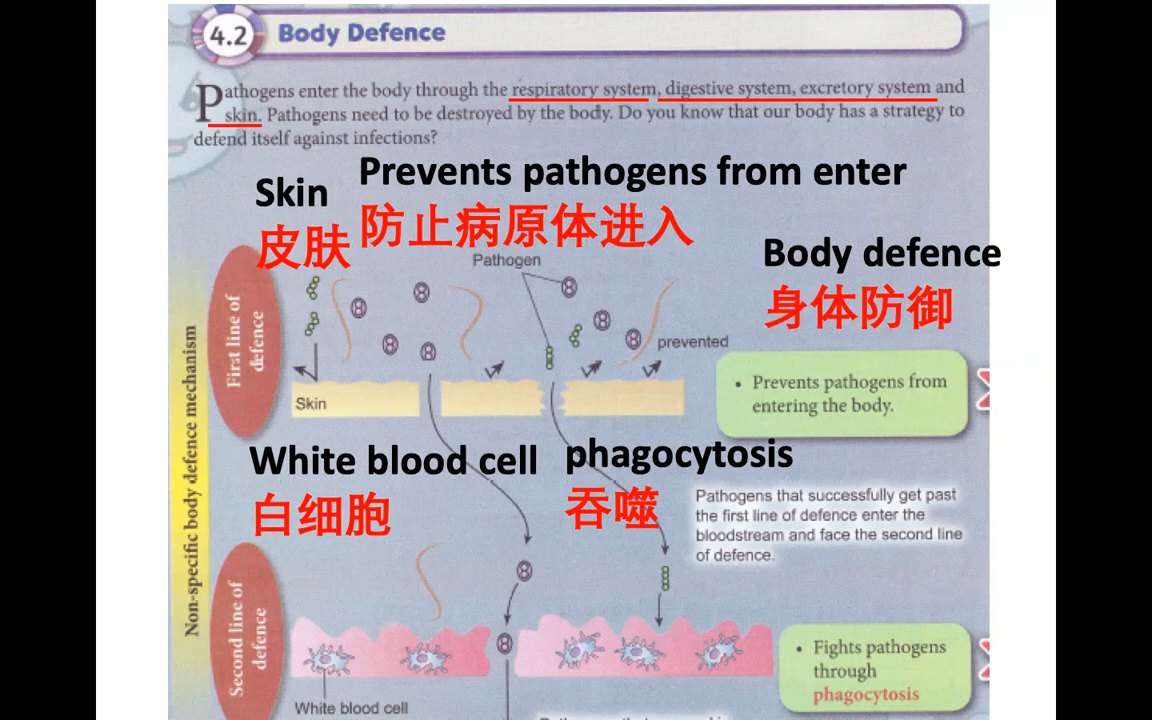 4.2 Body Defence
Pathogens enter the body through the respiratory system, digestive system, excretory system and
skin. Pathogens need to be destroyed by the body. Do you know that our body has a strategy to
defend itself against infections?
Skin
皮肤
Prevents pathogens from enter
防止病原体进入
Body defence
身体防御
Non-specific body defence mechanism
First line of
defence
Pathogen
prevented
Skin
• Prevents pathogens from
entering the body.
White blood cell
白细胞
phagocytosis
吞噬
Pathogens that successfully get past
the first line of defence enter the
bloodstream and face the second line
of defence.
Second line of
defence
• Fights pathogens
through
phagocytosis
White blood cell